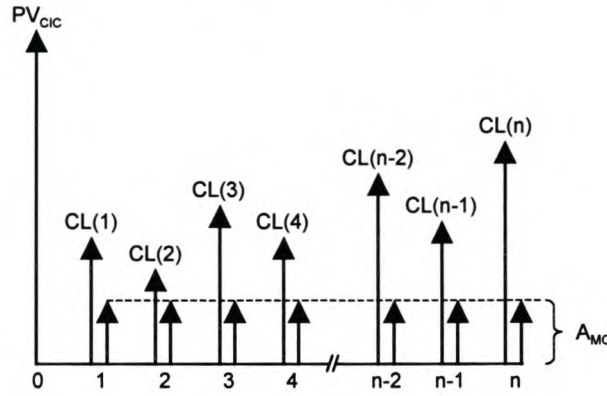 PV_CIC
CL(n)
CL(n-2)
CL(3)
CL(n-1)
CL(1)
CL(4)
CL(2)
A_MC
0 1 2 3 4 n-2 n-1 n